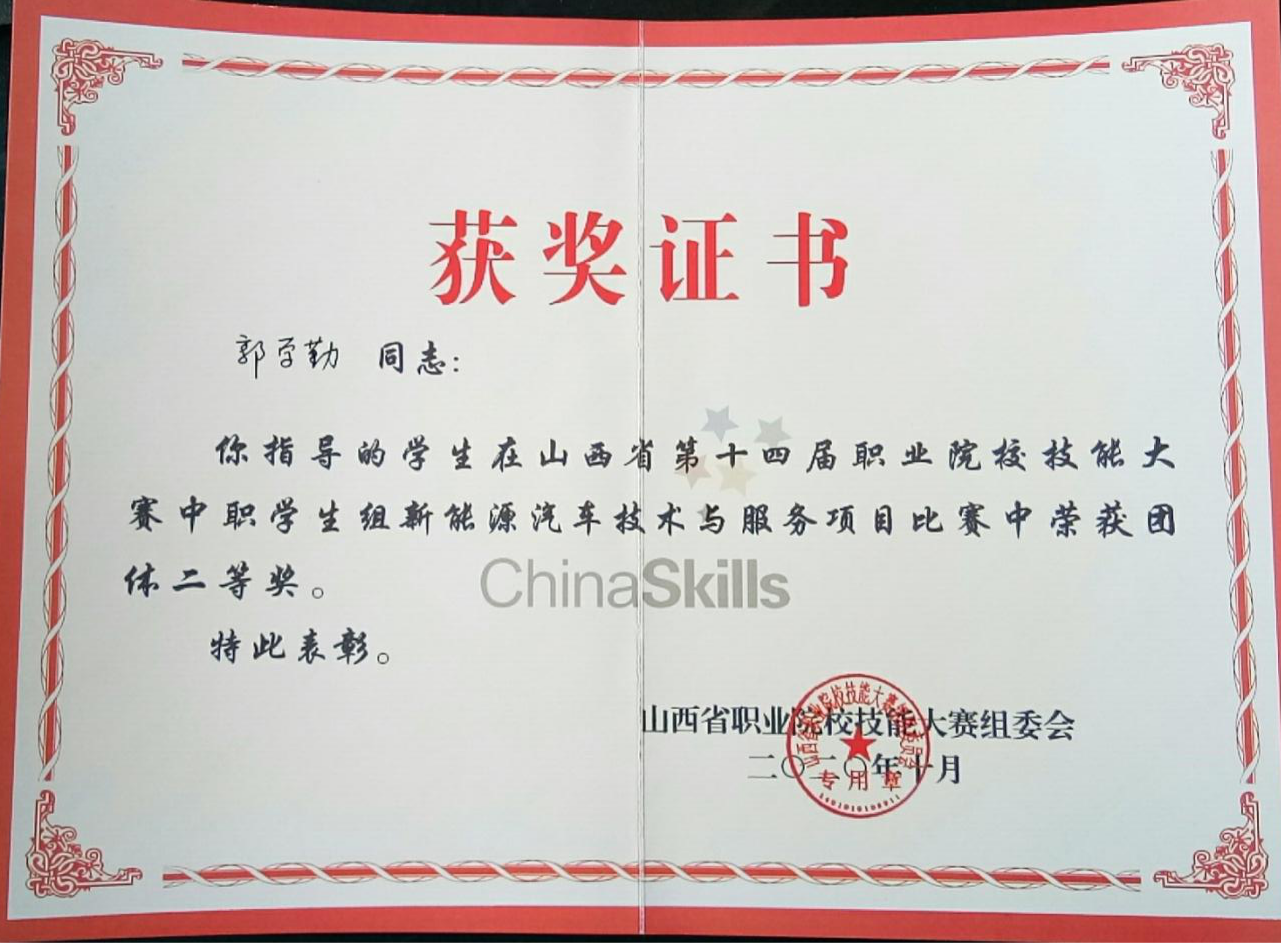 获奖证书
郭学勤 同志：
你指导的学生在山西省第十四届职业院校技能大
赛中职学生组新能源汽车技术与服务项目比赛中荣获团
体二等奖。
ChinaSkills
特此表彰。
山西省职业院校技能大赛组委会
二〇二〇年十月
专用章